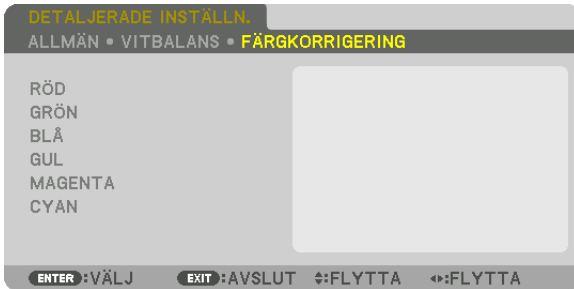 DETALJERADE INSTÄLLN.
ALLMÄN • VITBALANS • FÄRGKORRIGERING
RÖD
GRÖN
BLÅ
GUL
MAGENTA
CYAN
ENTER:VÄLJ EXIT:AVSLUT :FLYTTA :FLYTTA